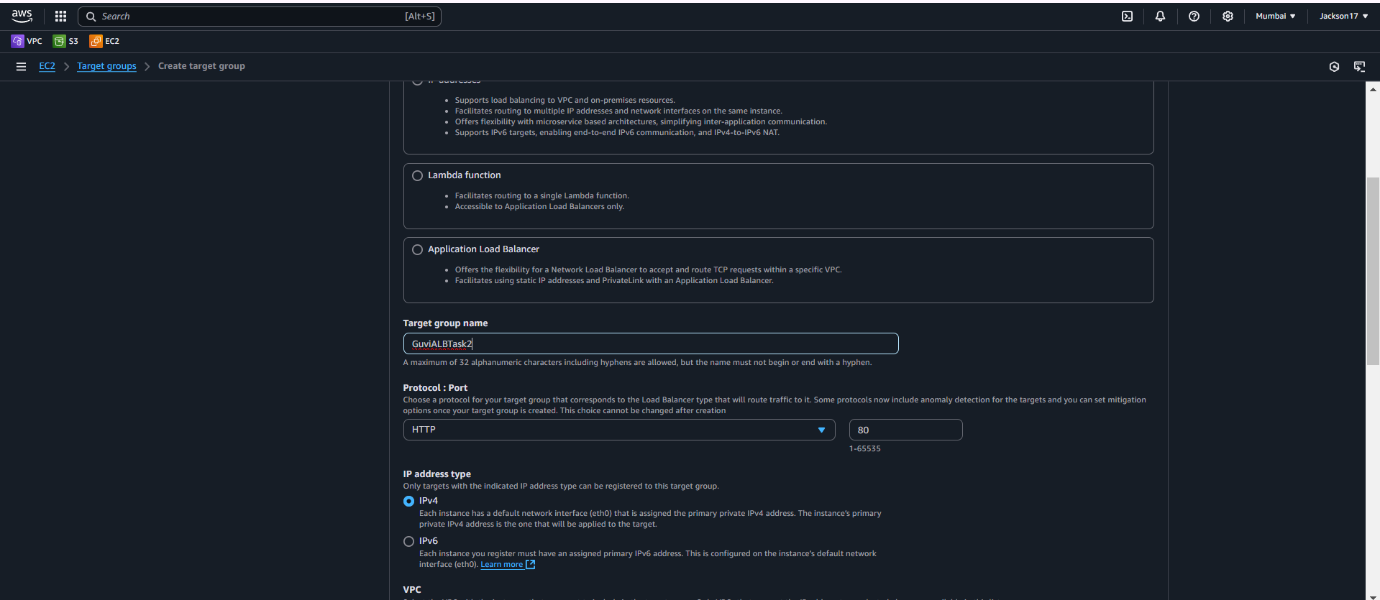 aws Search [Alt+S] Mumbai ▼ Jackson17 ▼
VPC S3 EC2
EC2 > Target groups > Create target group
IP addresses
• Supports load balancing to VPC and on-premises resources.
• Facilitates routing to multiple IP addresses and network interfaces on the same instance.
• Offers flexibility with microservice based architectures, simplifying inter-application communication.
• Supports IPv6 targets, enabling end-to-end IPv6 communication, and IPv4-to-IPv6 NAT.
Lambda function
• Facilitates routing to a single Lambda function.
• Accessible to Application Load Balancers only.
Application Load Balancer
• Offers the flexibility for a Network Load Balancer to accept and route TCP requests within a specific VPC.
• Facilitates using static IP addresses and PrivateLink with an Application Load Balancer.
Target group name
GuviALBTask2
A maximum of 32 alphanumeric characters including hyphens are allowed, but the name must not begin or end with a hyphen.
Protocol : Port
Choose a protocol for your target group that corresponds to the Load Balancer type that will route traffic to it. Some protocols now include anomaly detection for the targets and you can set mitigation
options once your target group is created. This choice cannot be changed after creation
HTTP 80
1-65535
IP address type
Only targets with the indicated IP address type can be registered to this target group.
IPv4
Each instance has a default network interface (eth0) that is assigned the primary private IPv4 address. The instance's primary
private IPv4 address is the one that will be applied to the target.
IPv6
Each instance you register must have an assigned primary IPv6 address. This is configured on the instance's default network
interface (eth0). Learn more
VPC